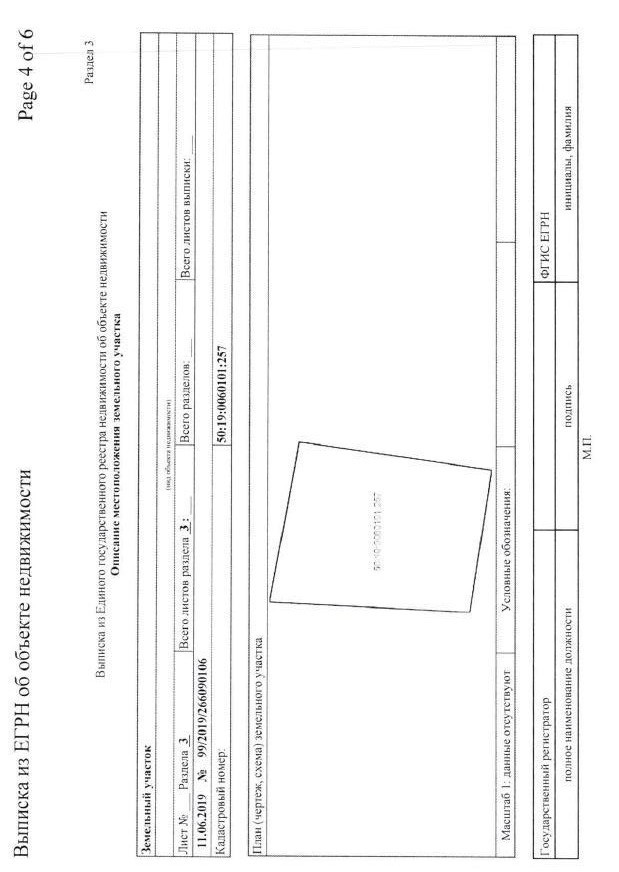 Выписка из ЕГРН об объекте недвижимости
Page 4 of 6
Раздел 3
Выписка из Единого государственного реестра недвижимости об объекте недвижимости
Описание местоположения земельного участка
Земельный участок
(вид объекта недвижимости)
Лист № ___ Раздела 3
Всего листов раздела 3 : ___
Всего разделов: ___
Всего листов выписки: ___
11.06.2019 № 99/2019/266090106
Кадастровый номер:
50:19:0060101:257
План (чертеж, схема) земельного участка
50:19:0060101:257
Масштаб 1: данные отсутствуют
Условные обозначения:
Государственный регистратор
ФГИС ЕГРН
полное наименование должности
подпись
инициалы, фамилия
М.П.